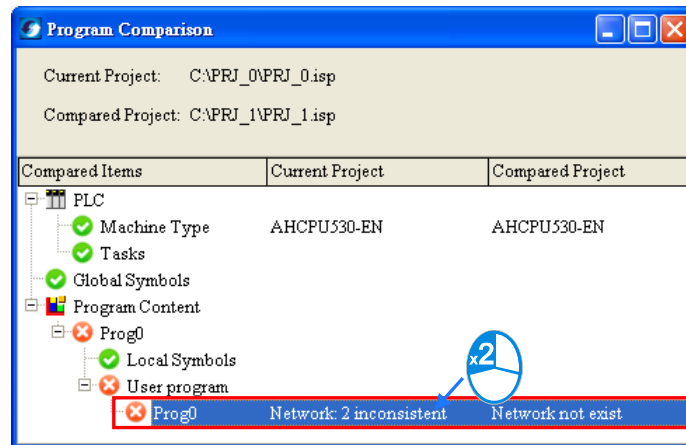 Program Comparison
Current Project: C:\PRJ_0\PRJ_0.isp
Compared Project: C:\PRJ_1\PRJ_1.isp
Compared Items Current Project Compared Project
PLC
Machine Type AHCPU530-EN AHCPU530-EN
Tasks
Global Symbols
Program Content
Prog0
Local Symbols
x2
User program
Prog0 Network: 2 inconsistent Network not exist